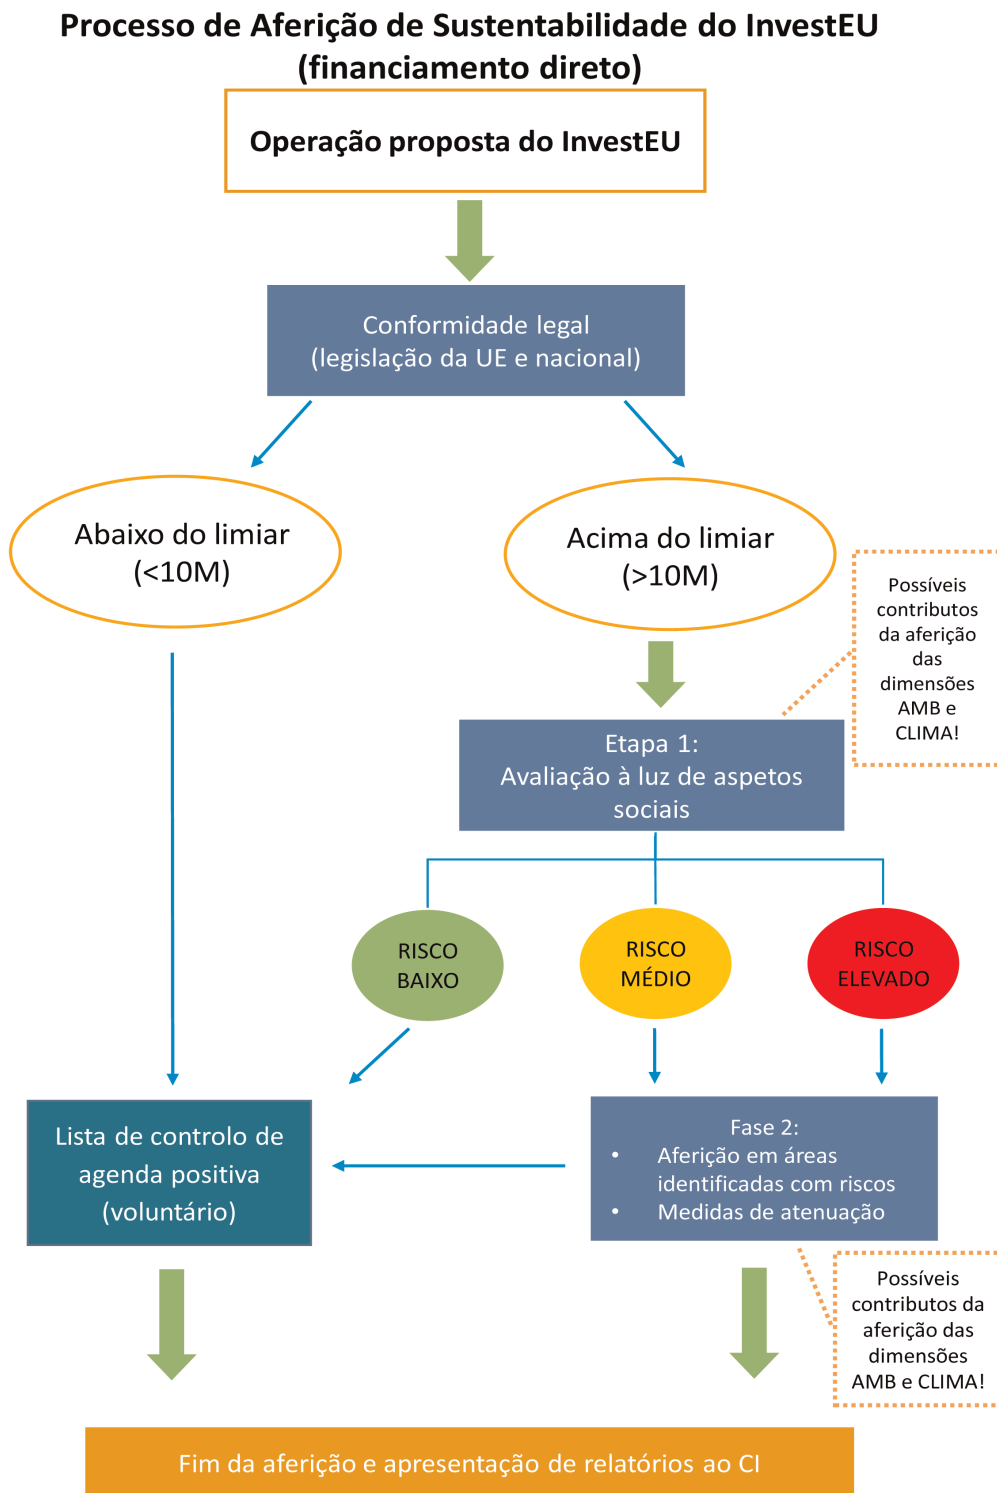 Processo de Aferição de Sustentabilidade do InvestEU
(financiamento direto)
Operação proposta do InvestEU
Conformidade legal
(legislação da UE e nacional)
Abaixo do limiar
(<10M)
Acima do limiar
(>10M)
Possíveis
contributos
da aferição
das
dimensões
AMB e
CLIMA!
Etapa 1:
Avaliação à luz de aspetos
sociais
RISCO
BAIXO
RISCO
MÉDIO
RISCO
ELEVADO
Lista de controlo de
agenda positiva
(voluntário)
Fase 2:
• Aferição em áreas
identificadas com riscos
• Medidas de atenuação
Possíveis
contributos da
aferição das
dimensões
AMB e CLIMA!
Fim da aferição e apresentação de relatórios ao CI